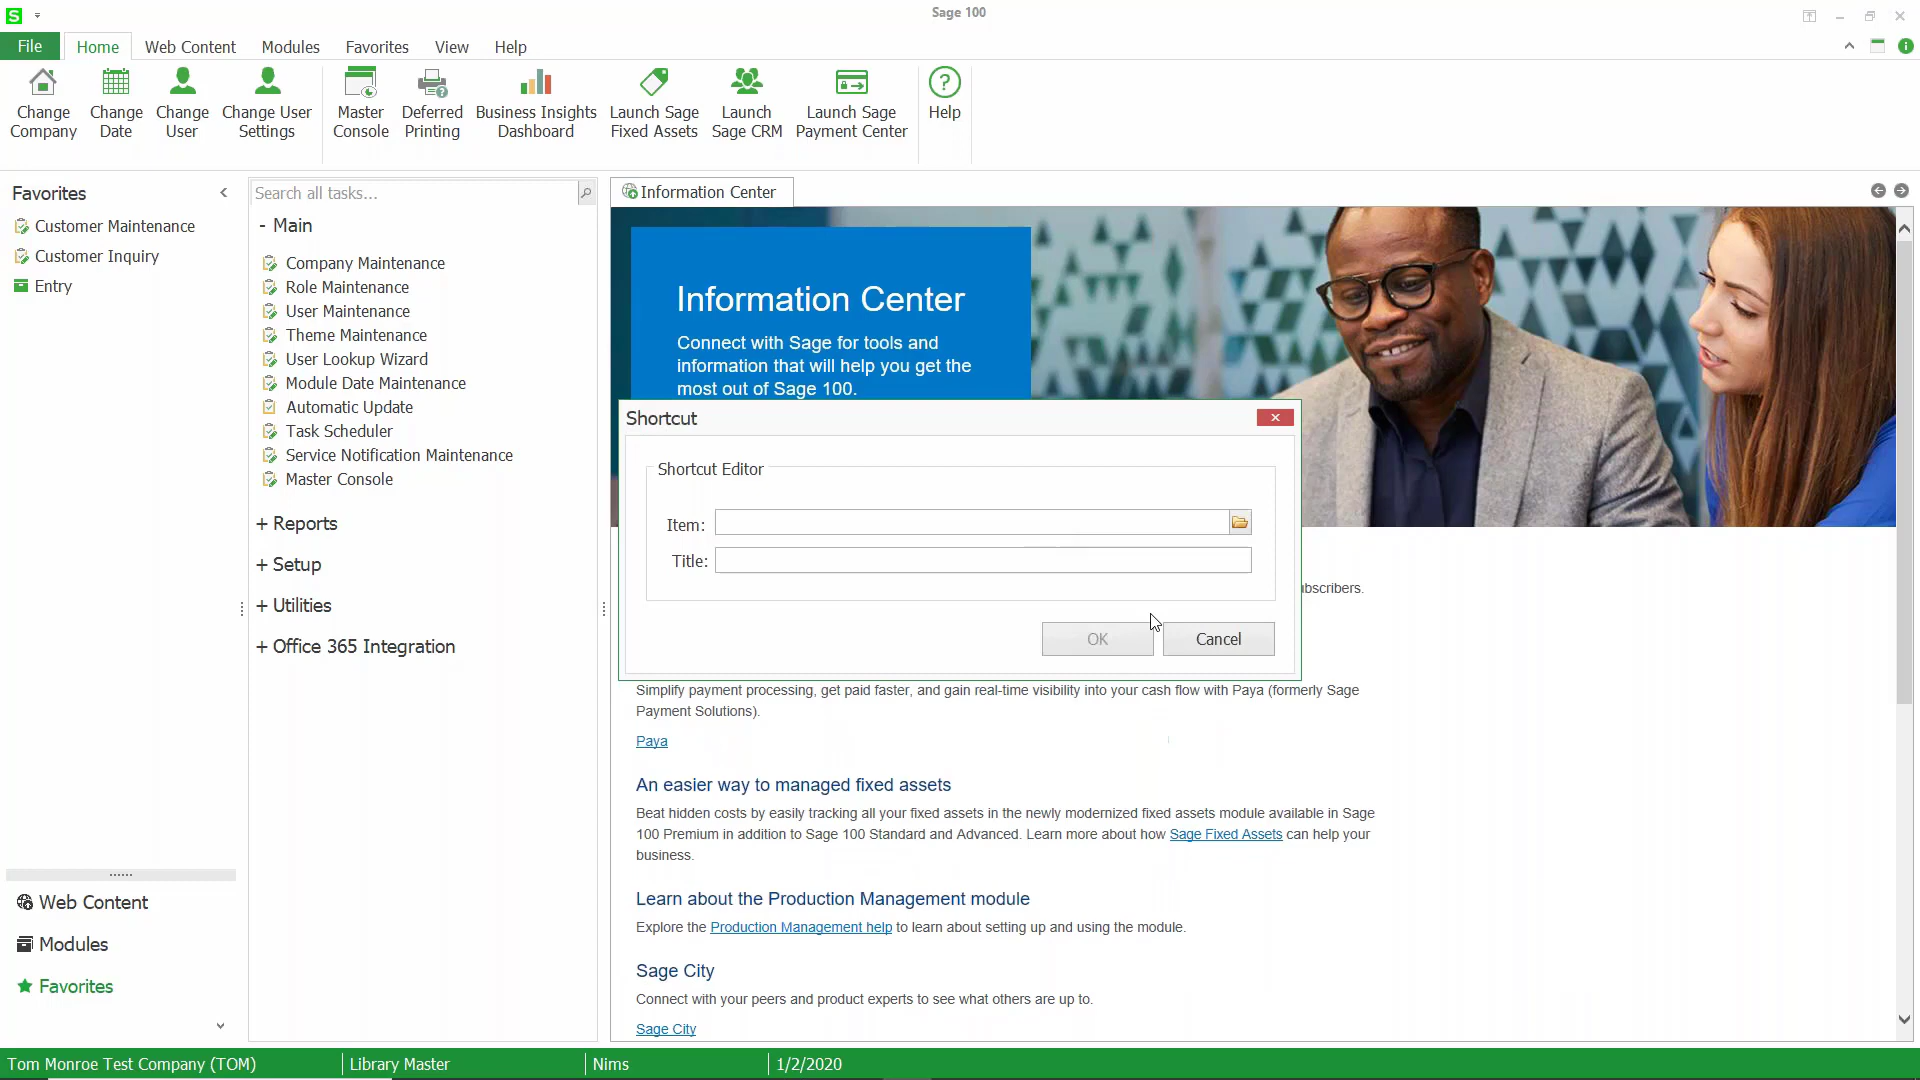 S
Sage 100
File
Home
Web Content
Modules
Favorites
View
Help
i
Change
Company
Change
Date
Change
User
Change User
Settings
Master
Console
Deferred
Printing
Business Insights
Dashboard
Launch Sage
Fixed Assets
Launch
Sage CRM
Launch Sage
Payment Center
Help
Favorites
Customer Maintenance
Customer Inquiry
Entry
Search all tasks...
- Main
Company Maintenance
Role Maintenance
User Maintenance
Theme Maintenance
User Lookup Wizard
Module Date Maintenance
Automatic Update
Task Scheduler
Service Notification Maintenance
Master Console
+ Reports
+ Setup
+ Utilities
+ Office 365 Integration
Information Center
Information Center
Connect with Sage for tools and
information that will help you get the
most out of Sage 100.
Shortcut
Shortcut Editor
Item:
Title:
OK
Cancel
ubscribers.
Simplify payment processing, get paid faster, and gain real-time visibility into your cash flow with Paya (formerly Sage
Payment Solutions).
Paya
An easier way to managed fixed assets
Beat hidden costs by easily tracking all your fixed assets in the newly modernized fixed assets module available in Sage
100 Premium in addition to Sage 100 Standard and Advanced. Learn more about how Sage Fixed Assets can help your
business.
Learn about the Production Management module
Explore the Production Management help to learn about setting up and using the module.
Sage City
Connect with your peers and product experts to see what others are up to.
Sage City
Web Content
Modules
Favorites
Tom Monroe Test Company (TOM)
Library Master
Nims
1/2/2020